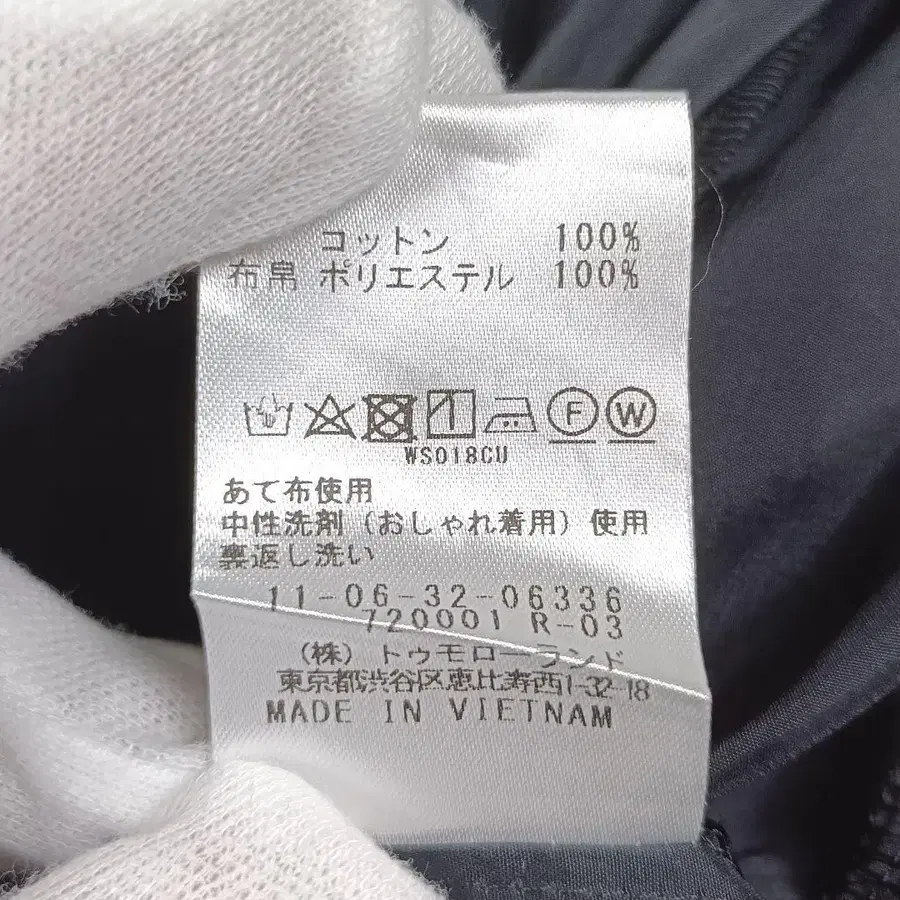 コットン 100%
布帛 ポリエステル 100%
F W
WS018CU
あて布使用
中性洗剤(おしゃれ着用)使用
裏返し洗い
11-06-32-06336
720001 R-03
(株)トゥモローランド
東京都渋谷区恵比寿西1-32-18
MADE IN VIETNAM